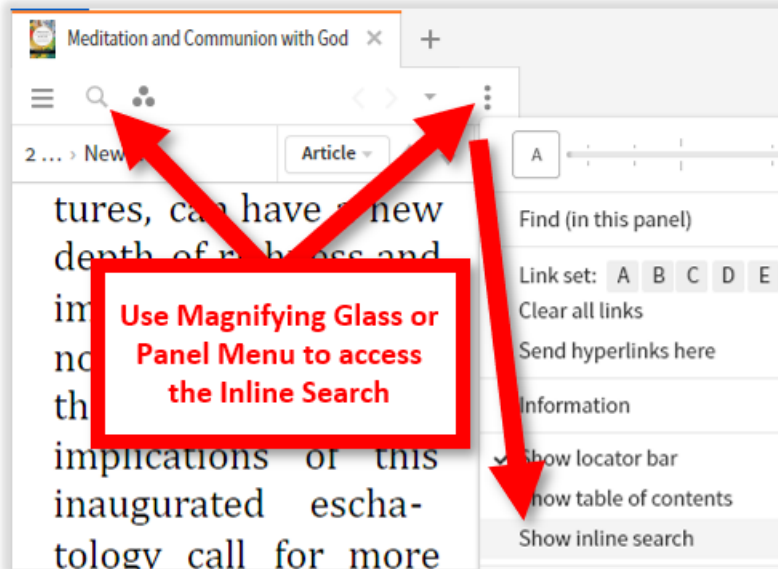 Meditation and Communion with God
2 … › New
Article
A
tures, can have a new
depth of richness and
Find (in this panel)
Link set: A B C D E
Clear all links
Send hyperlinks here
Information
Show locator bar
Show table of contents
Show inline search
Use Magnifying Glass or
Panel Menu to access
the Inline Search
im
no
th
implications of this
inaugurated escha-
tology call for more